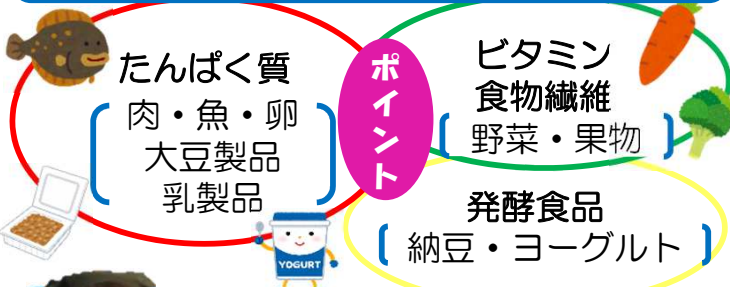 たんぱく質
肉・魚・卵
大豆製品
乳製品
ポイント
ビタミン
食物繊維
野菜・果物
発酵食品
納豆・ヨーグルト
YOGURT